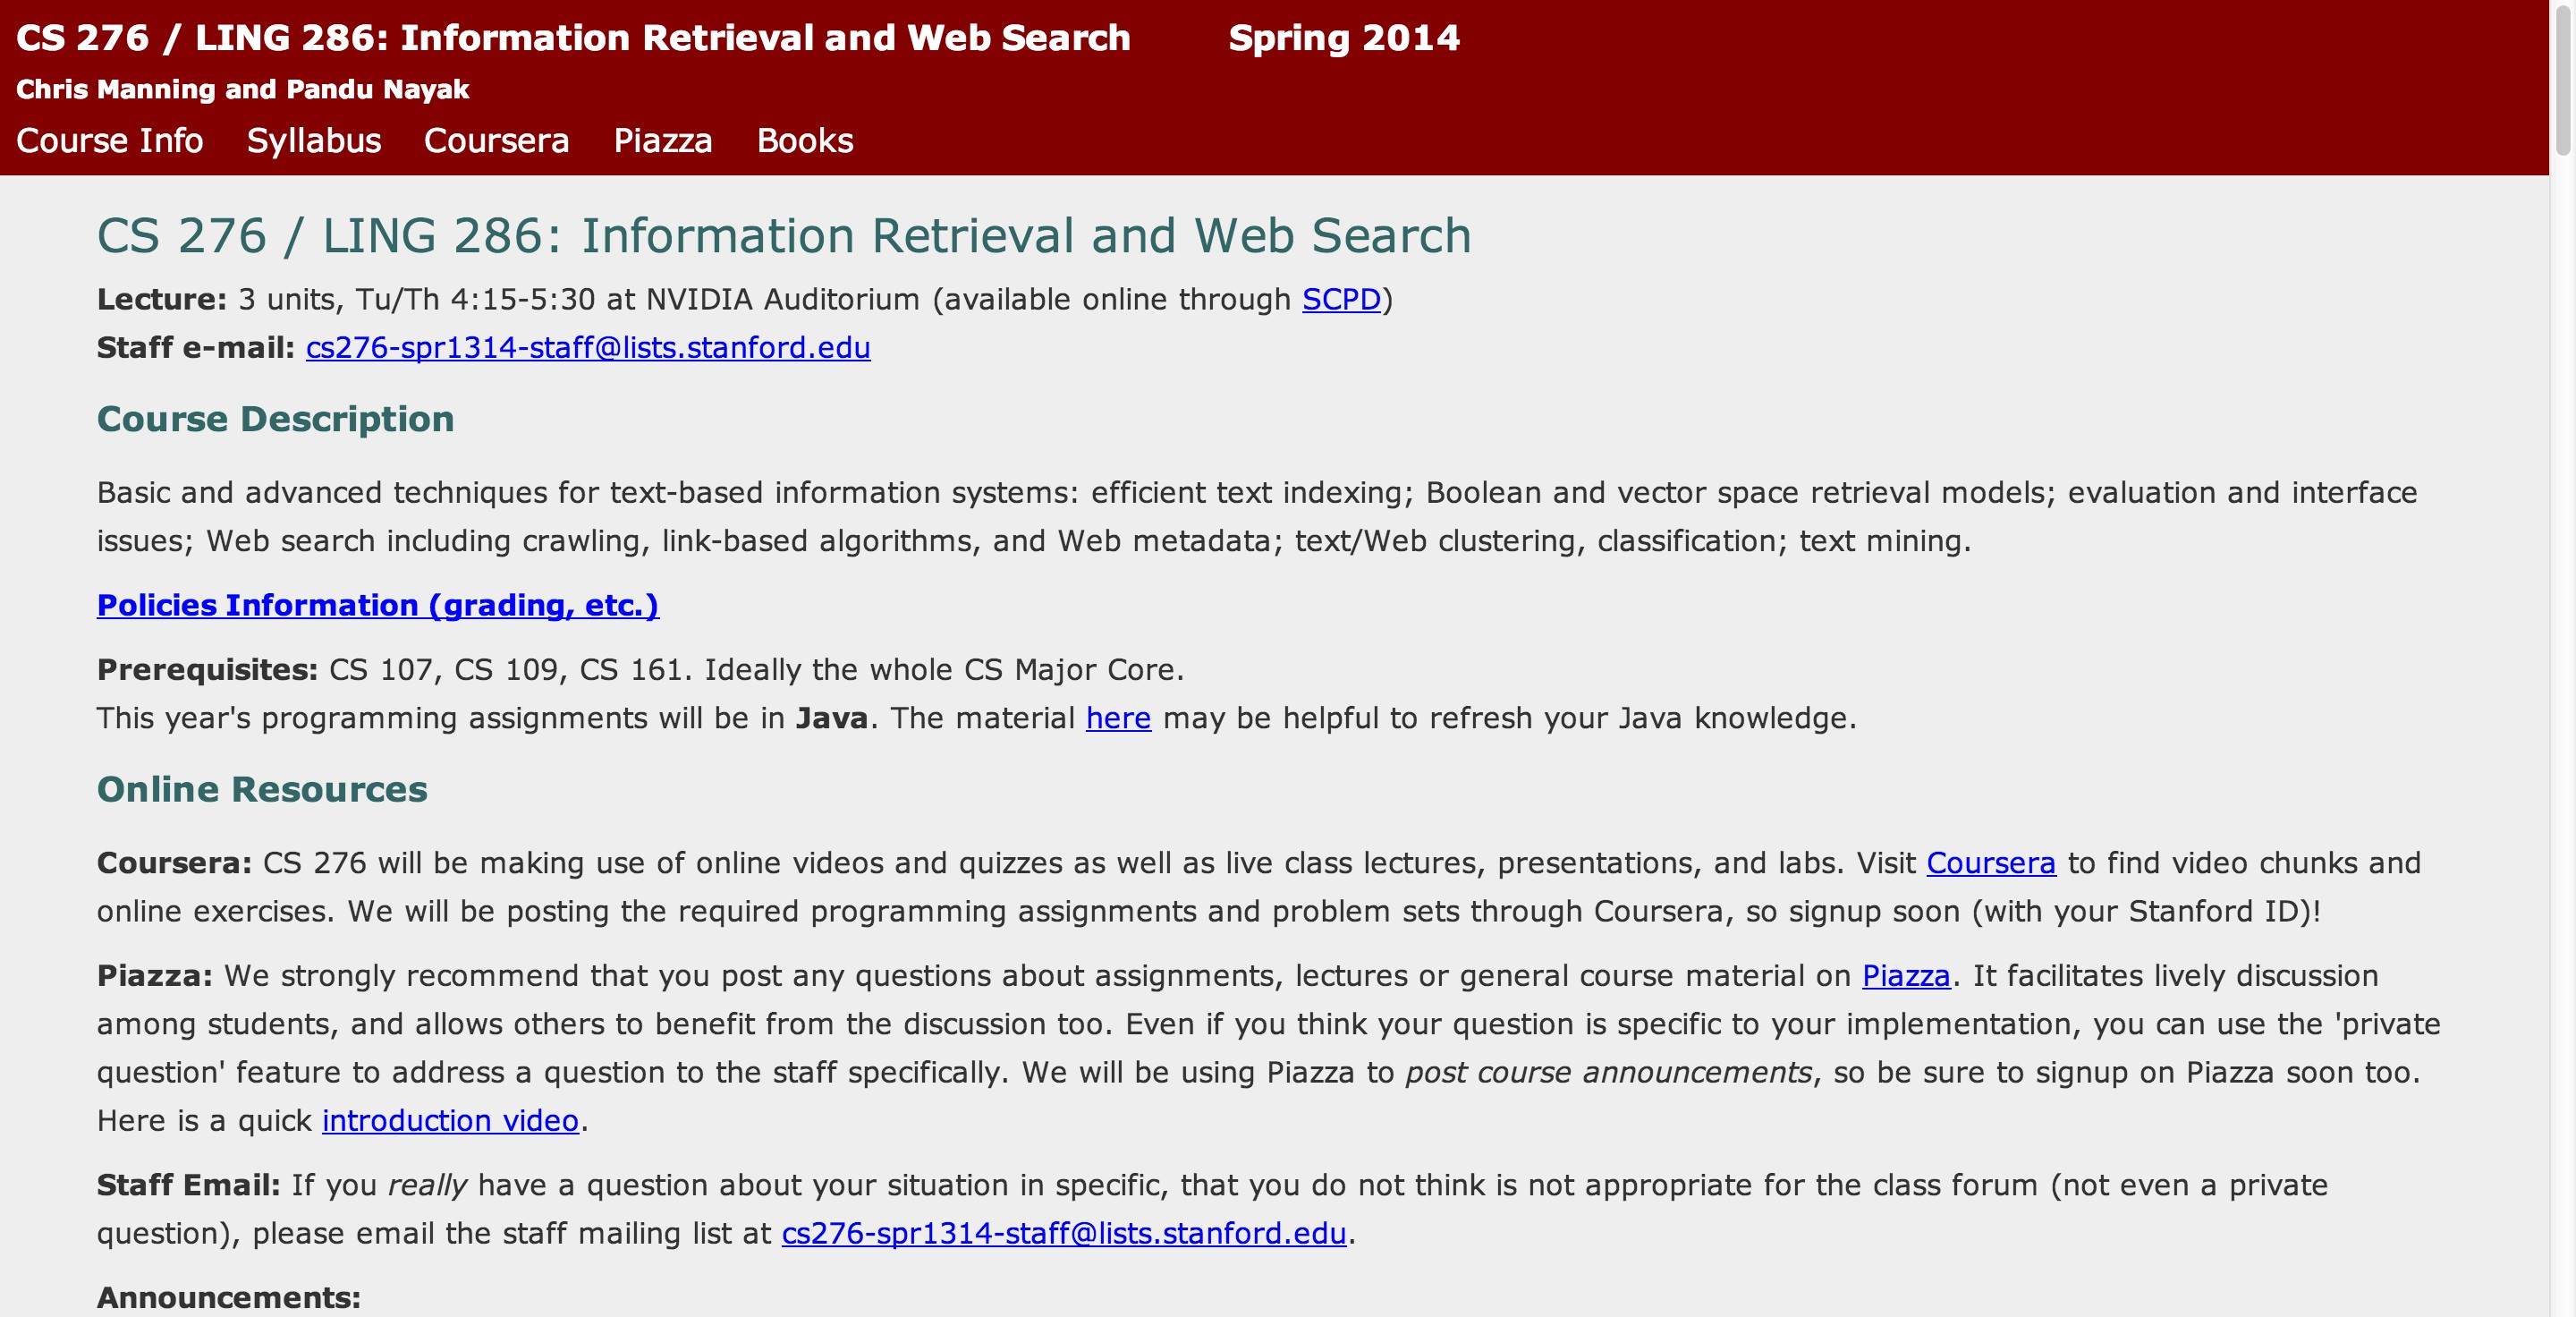 CS 276 / LING 286: Information Retrieval and Web Search Spring 2014
Chris Manning and Pandu Nayak
Course Info Syllabus Coursera Piazza Books
CS 276 / LING 286: Information Retrieval and Web Search
Lecture: 3 units, Tu/Th 4:15-5:30 at NVIDIA Auditorium (available online through SCPD)
Staff e-mail: cs276-spr1314-staff@lists.stanford.edu
Course Description
Basic and advanced techniques for text-based information systems: efficient text indexing; Boolean and vector space retrieval models; evaluation and interface
issues; Web search including crawling, link-based algorithms, and Web metadata; text/Web clustering, classification; text mining.
Policies Information (grading, etc.)
Prerequisites: CS 107, CS 109, CS 161. Ideally the whole CS Major Core.
This year's programming assignments will be in Java. The material here may be helpful to refresh your Java knowledge.
Online Resources
Coursera: CS 276 will be making use of online videos and quizzes as well as live class lectures, presentations, and labs. Visit Coursera to find video chunks and
online exercises. We will be posting the required programming assignments and problem sets through Coursera, so signup soon (with your Stanford ID)!
Piazza: We strongly recommend that you post any questions about assignments, lectures or general course material on Piazza. It facilitates lively discussion
among students, and allows others to benefit from the discussion too. Even if you think your question is specific to your implementation, you can use the 'private
question' feature to address a question to the staff specifically. We will be using Piazza to post course announcements, so be sure to signup on Piazza soon too.
Here is a quick introduction video.
Staff Email: If you really have a question about your situation in specific, that you do not think is not appropriate for the class forum (not even a private
question), please email the staff mailing list at cs276-spr1314-staff@lists.stanford.edu.
Announcements: